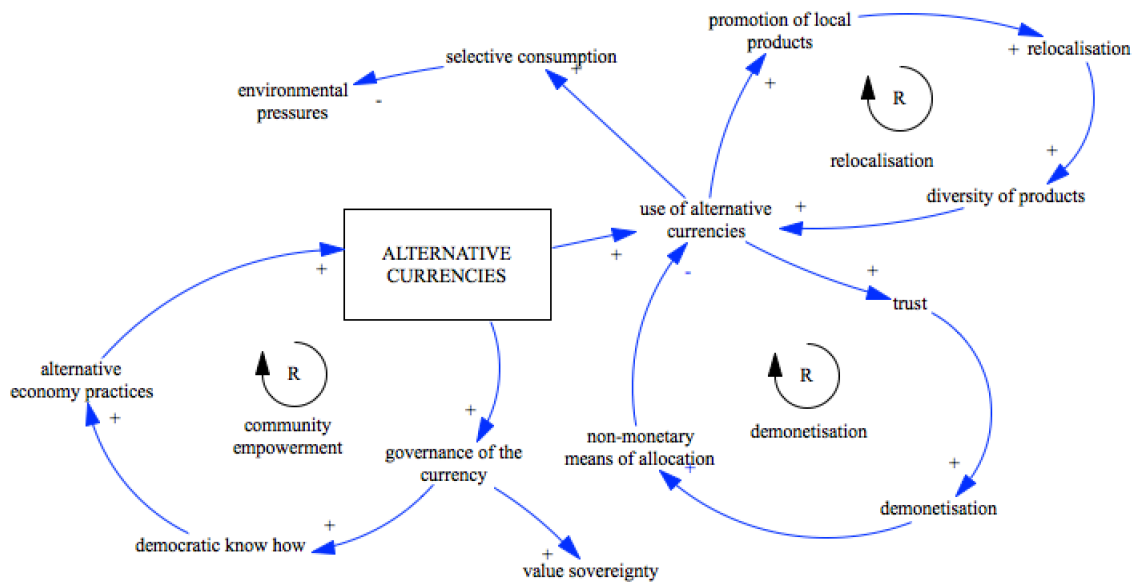 promotion of local
products
+
+ relocalisation
selective consumption
+
environmental
pressures
-
+
R
relocalisation
+
diversity of products
use of alternative
currencies
+
ALTERNATIVE
CURRENCIES
+
+
-
+
trust
alternative
economy practices
R
community
empowerment
R
demonetisation
+
+
governance of the
currency
non-monetary
means of allocation
+
+
demonetisation
+
democratic know how
+
value sovereignty